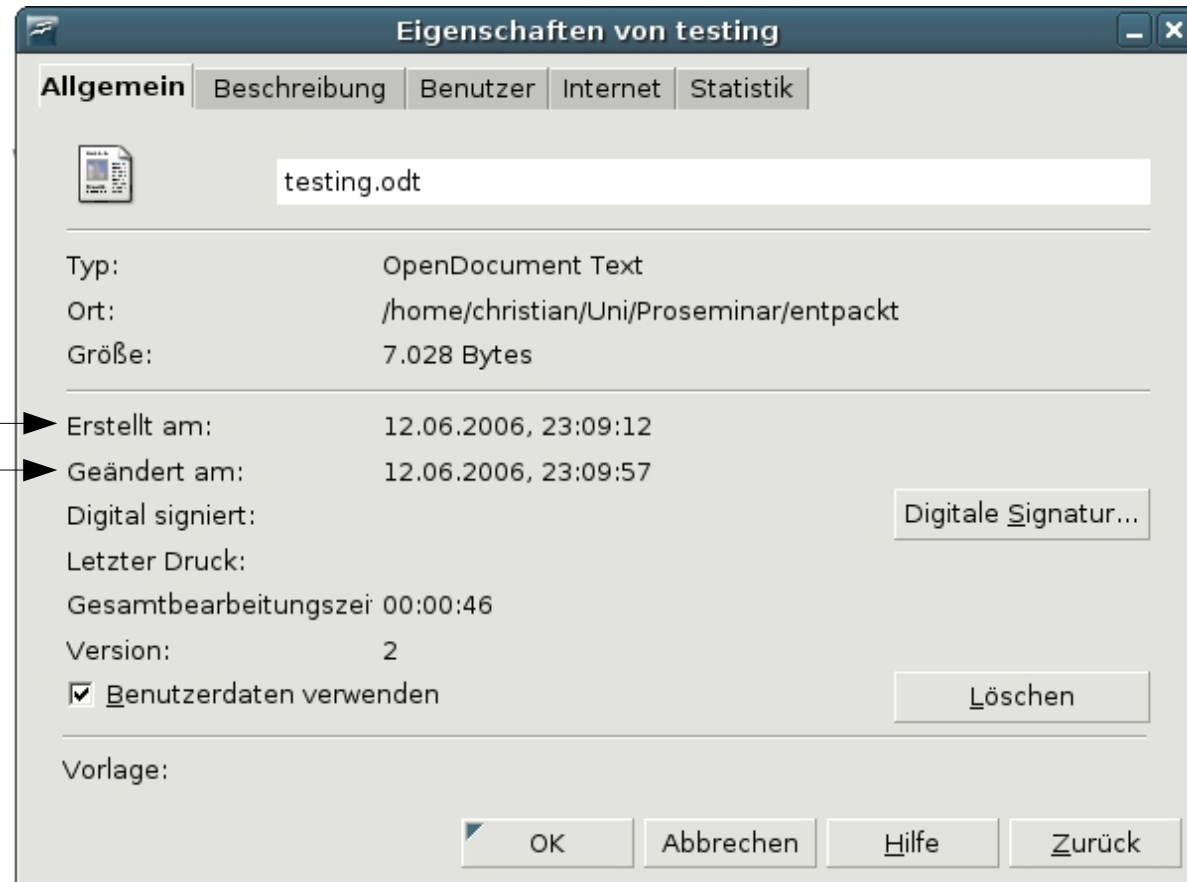 Eigenschaften von testing
Allgemein Beschreibung Benutzer Internet Statistik
testing.odt
Typ: OpenDocument Text
Ort: /home/christian/Uni/Proseminar/entpackt
Größe: 7.028 Bytes
Erstellt am: 12.06.2006, 23:09:12
Geändert am: 12.06.2006, 23:09:57
Digital signiert: Digitale Signatur...
Letzter Druck:
Gesamtbearbeitungszei 00:00:46
Version: 2
Benutzerdaten verwenden Löschen
Vorlage:
OK Abbrechen Hilfe Zurück